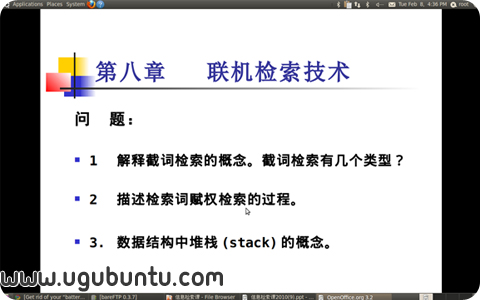 Applications Places System
Tue Feb 8, 4:36 PM root
第八章 联机检索技术
问 题：
1 解释截词检索的概念。截词检索有几个类型？
2 描述检索词赋权检索的过程。
3. 数据结构中堆栈(stack)的概念。
www.ugubuntu.com
[Get rid of your "batter... [bareFTP 0.3.7] 信息检索课 - File Browser 信息检索课2010(9).ppt - ... OpenOffice.org 3.2